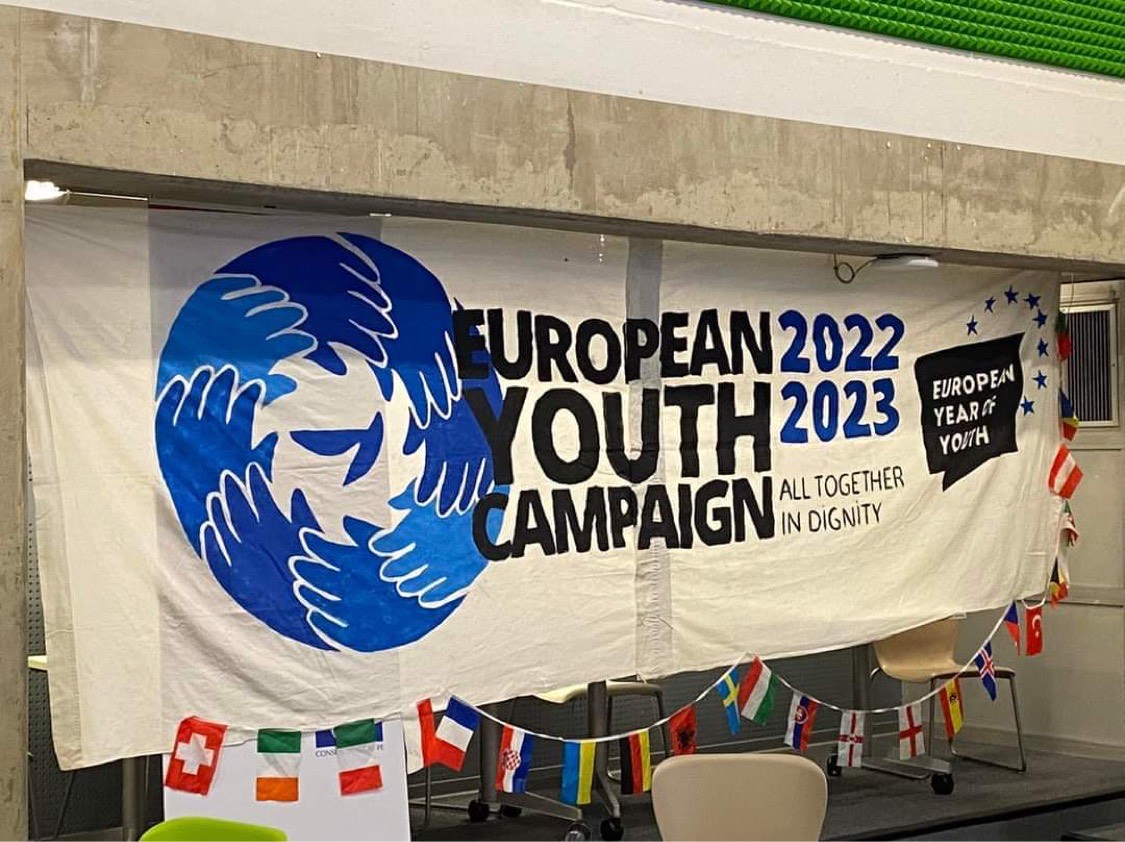 EUROPEAN 2022
YOUTH 2023
CAMPAIGN
ALL TOGETHER
IN DIGNITY
EUROPEAN
YEAR OF
YOUTH